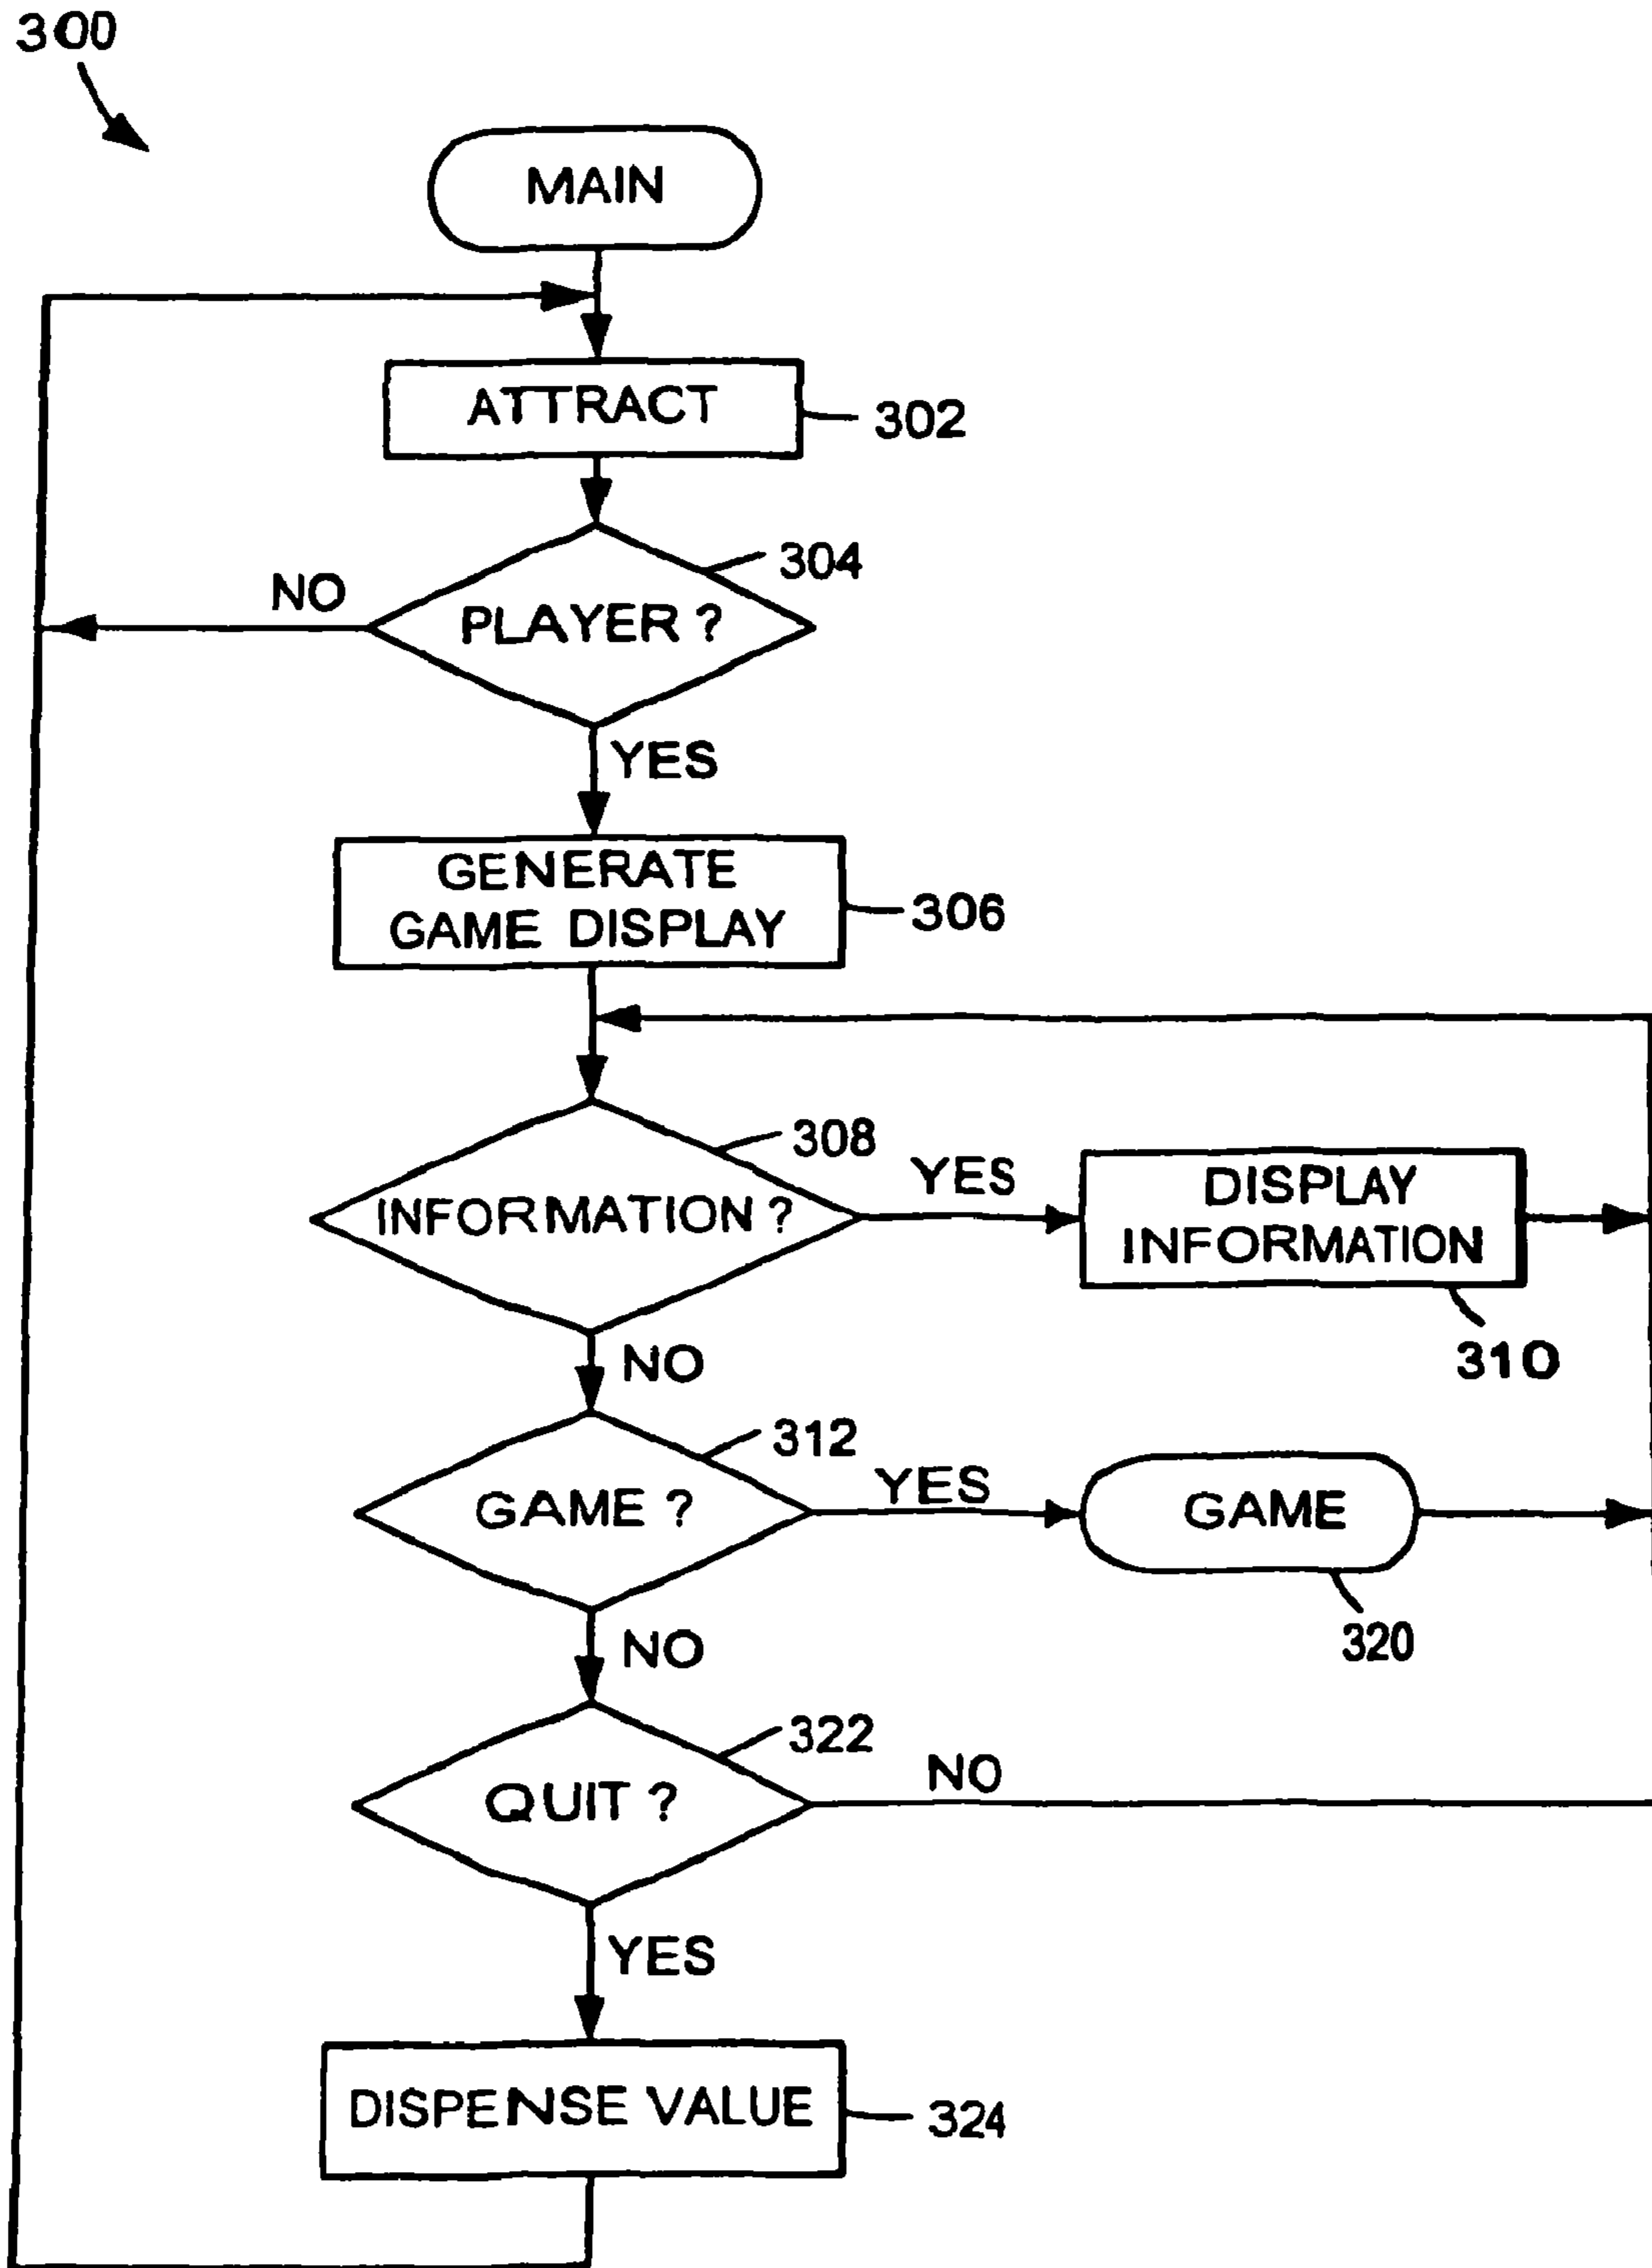 300
MAIN
ATTRACT
302
304
NO
PLAYER ?
YES
GENERATE
GAME DISPLAY
306
308
INFORMATION ?
YES
DISPLAY
INFORMATION
310
NO
312
GAME ?
YES
GAME
320
NO
322
QUIT ?
NO
YES
DISPENSE VALUE
324